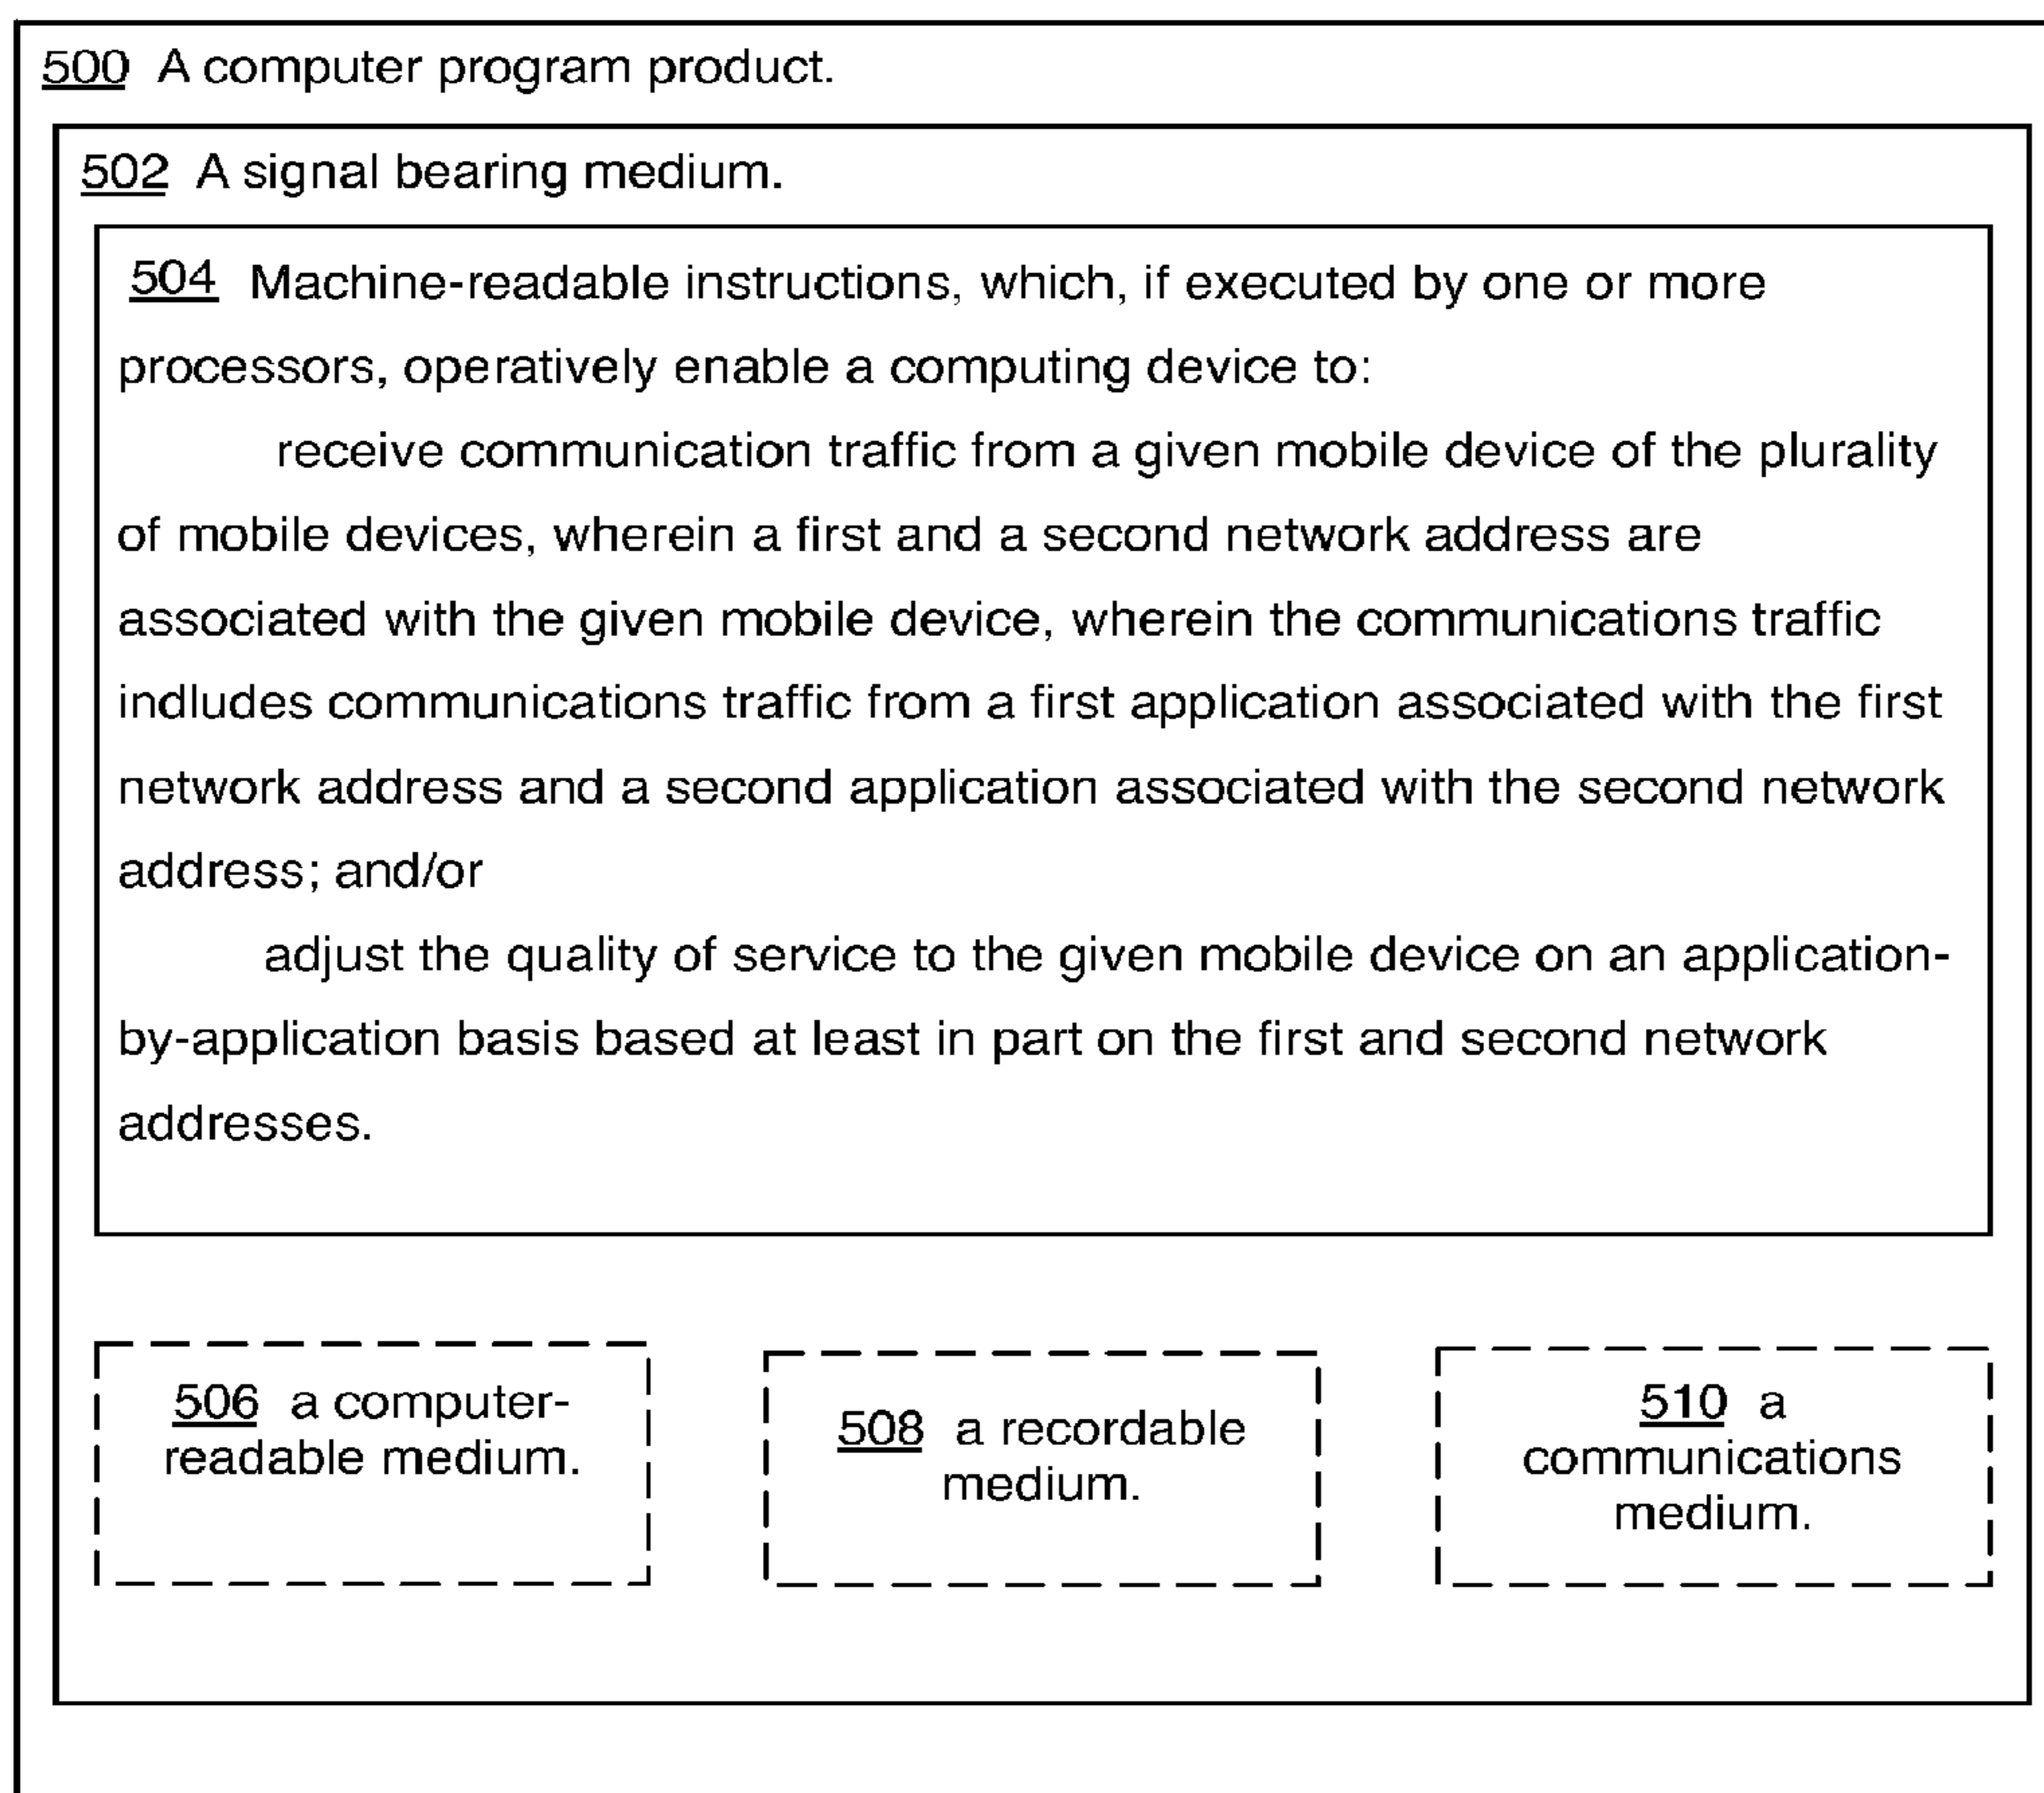 500 A computer program product.
502 A signal bearing medium.
504 Machine-readable instructions, which, if executed by one or more
processors, operatively enable a computing device to:
receive communication traffic from a given mobile device of the plurality
of mobile devices, wherein a first and a second network address are
associated with the given mobile device, wherein the communications traffic
indludes communications traffic from a first application associated with the first
network address and a second application associated with the second network
address; and/or
adjust the quality of service to the given mobile device on an application-
by-application basis based at least in part on the first and second network
addresses.
506 a computer-
readable medium.
508 a recordable
medium.
510 a
communications
medium.